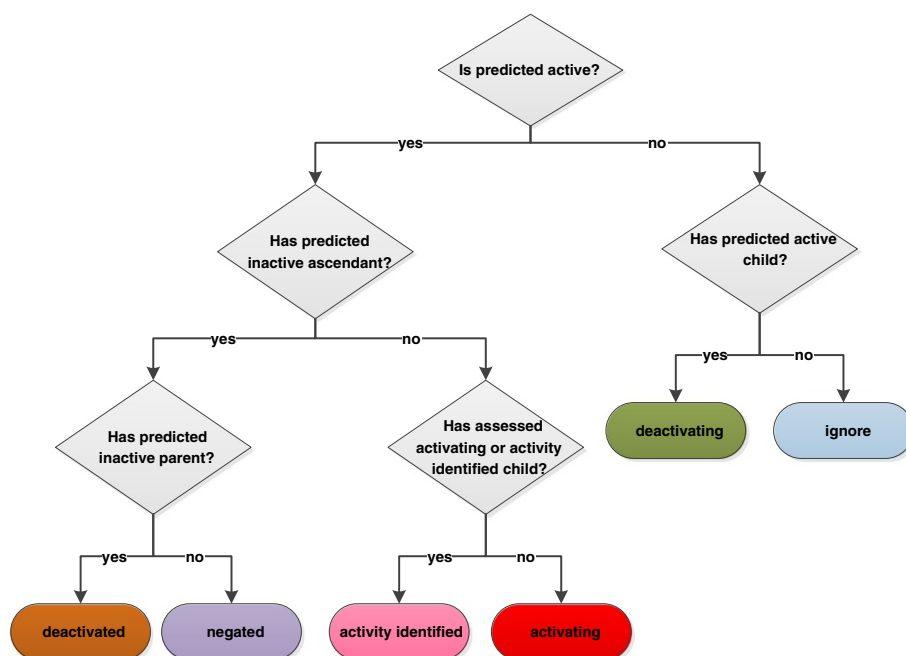 Is predicted active?
yes
no
Has predicted
inactive ascendant?
Has predicted active
child?
yes
no
yes
no
Has predicted
inactive parent?
Has assessed
activating or activity
identified child?
deactivating
ignore
yes
no
yes
no
deactivated
negated
activity identified
activating